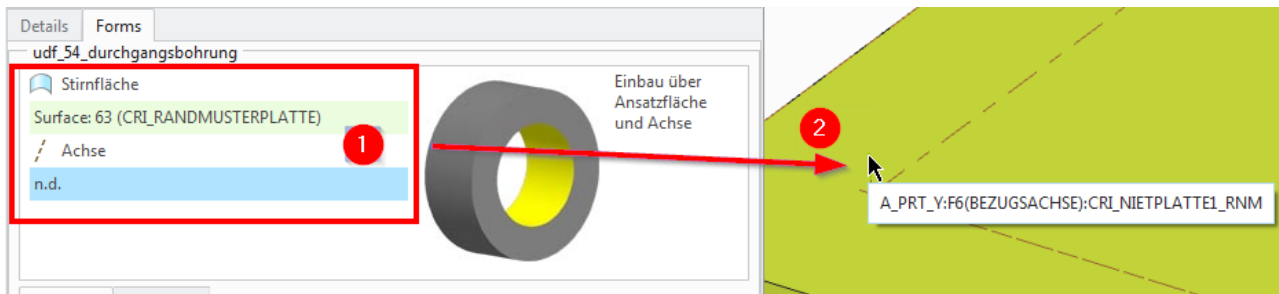 Details Forms
udf_54_durchgangsbohrung
Stirnfläche
Surface: 63 (CRI_RANDMUSTERPLATTE)
Achse
1
n.d.
Einbau über
Ansatzfläche
und Achse
2
A_PRT_Y:F6(BEZUGSACHSE):CRI_NIETPLATTE1_RNM